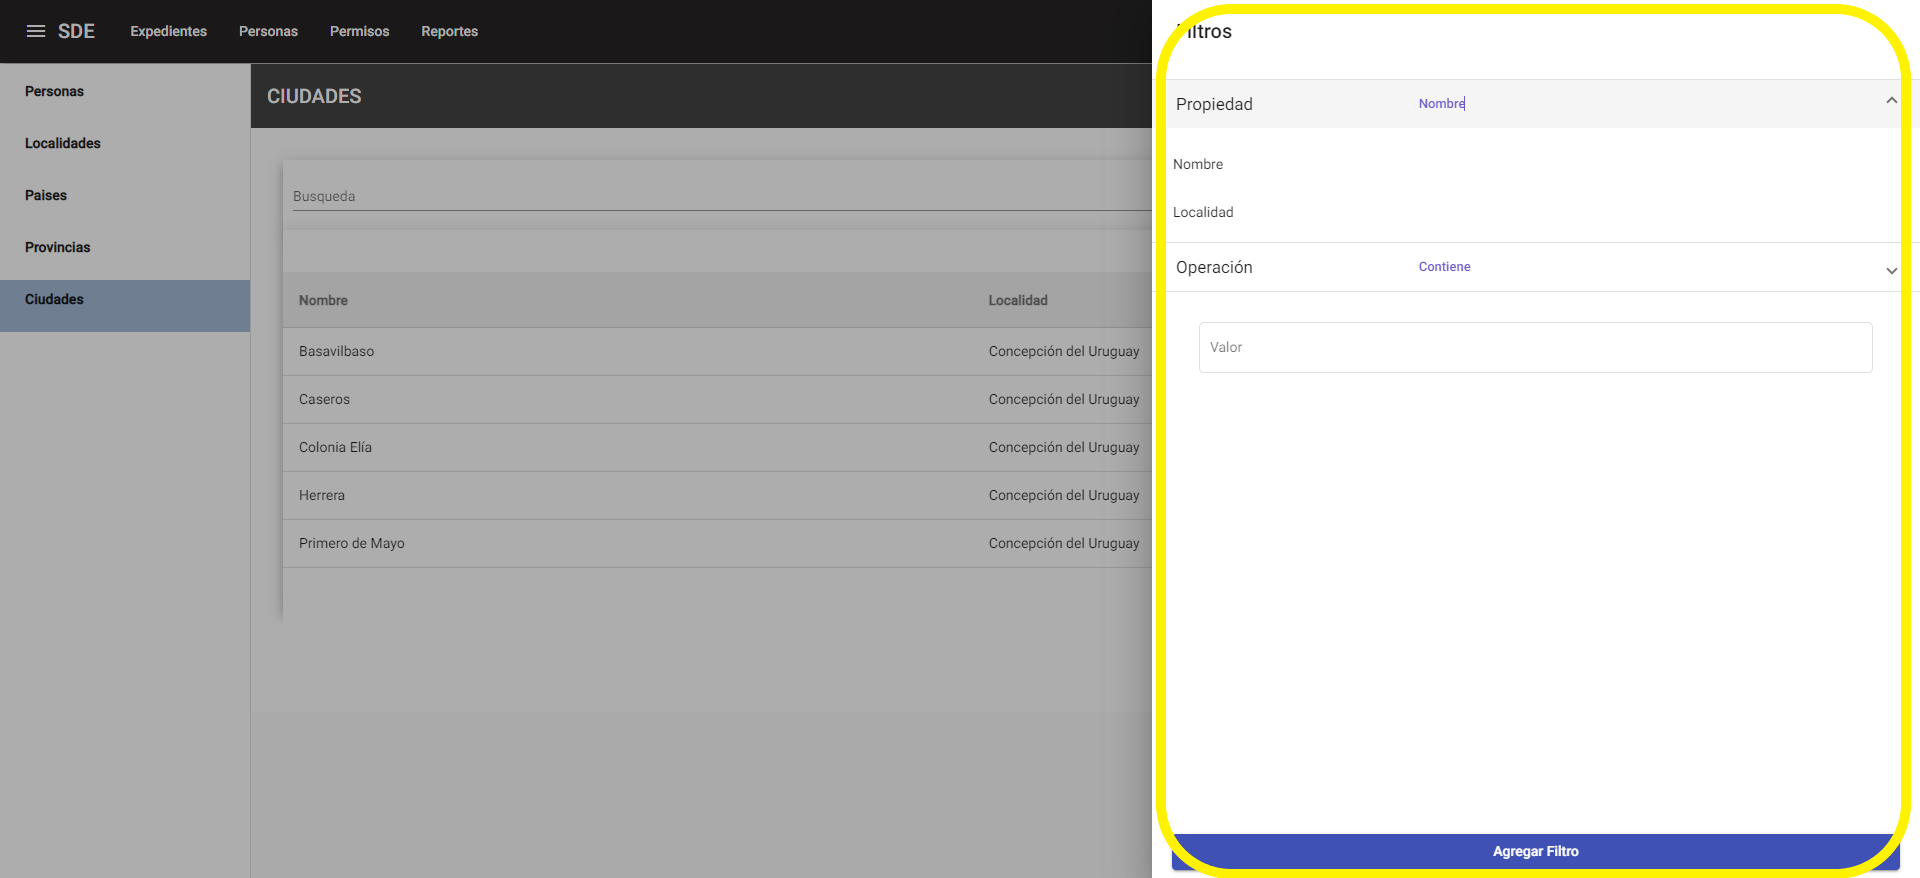 SDE Expedientes Personas Permisos Reportes
Personas
Localidades
Paises
Provincias
Ciudades
CIUDADES
Busqueda
Nombre Localidad
Basavilbaso Concepción del Uruguay
Caseros Concepción del Uruguay
Colonia Elía Concepción del Uruguay
Herrera Concepción del Uruguay
Primero de Mayo Concepción del Uruguay
Filtros
Propiedad Nombre
Nombre
Localidad
Operación Contiene
Valor
Agregar Filtro